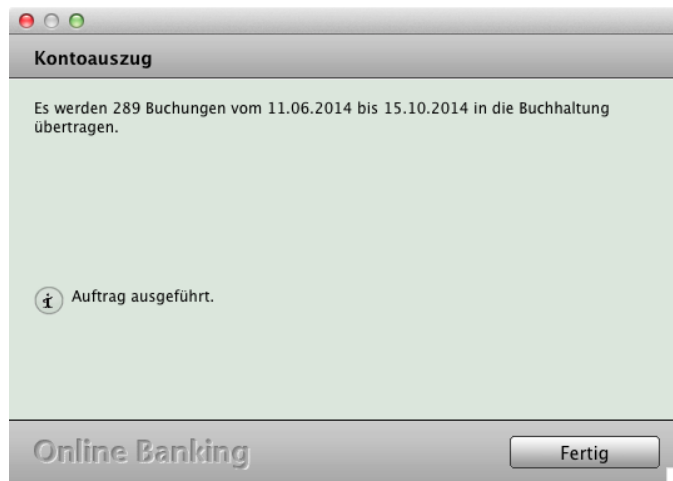 Kontoauszug
Es werden 289 Buchungen vom 11.06.2014 bis 15.10.2014 in die Buchhaltung
übertragen.
Auftrag ausgeführt.
Online Banking
Fertig